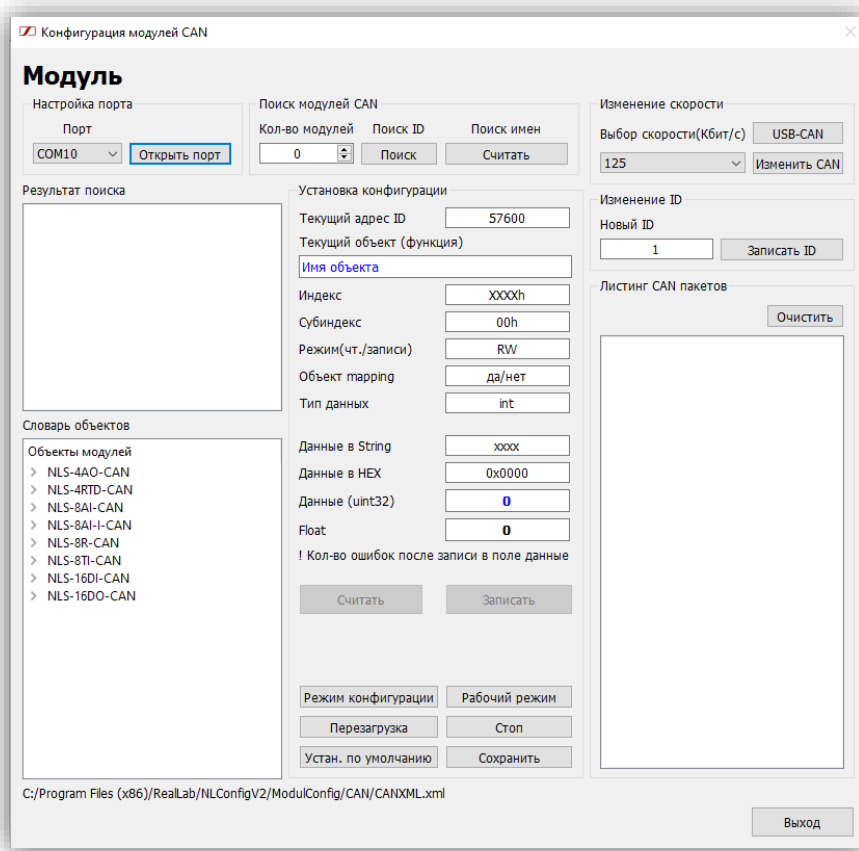 Конфигурация модулей CAN
Модуль
Настройка порта
Порт
COM10
Открыть порт
Поиск модулей CAN
Кол-во модулей Поиск ID Поиск имен
0 Поиск Считать
Изменение скорости
Выбор скорости(Кбит/с) USB-CAN
125 Изменить CAN
Результат поиска
Установка конфигурации
Текущий адрес ID 57600
Текущий объект (функция)
Имя объекта
Индекс XXXXh
Субиндекс 00h
Режим(чт./записи) RW
Объект mapping да/нет
Тип данных int
Данные в String xxxx
Данные в HEX 0x0000
Данные (uint32) 0
Float 0
! Кол-во ошибок после записи в поле данные
Считать Записать
Режим конфигурации Рабочий режим
Перезагрузка Стоп
Устан. по умолчанию Сохранить
Изменение ID
Новый ID
1 Записать ID
Листинг CAN пакетов
Очистить
Словарь объектов
Объекты модулей
NLS-4AO-CAN
NLS-4RTD-CAN
NLS-8AI-CAN
NLS-8AI-I-CAN
NLS-8R-CAN
NLS-8TI-CAN
NLS-16DI-CAN
NLS-16DO-CAN
C:/Program Files (x86)/RealLab/NLConfigV2/ModulConfig/CAN/CANXML.xml
Выход